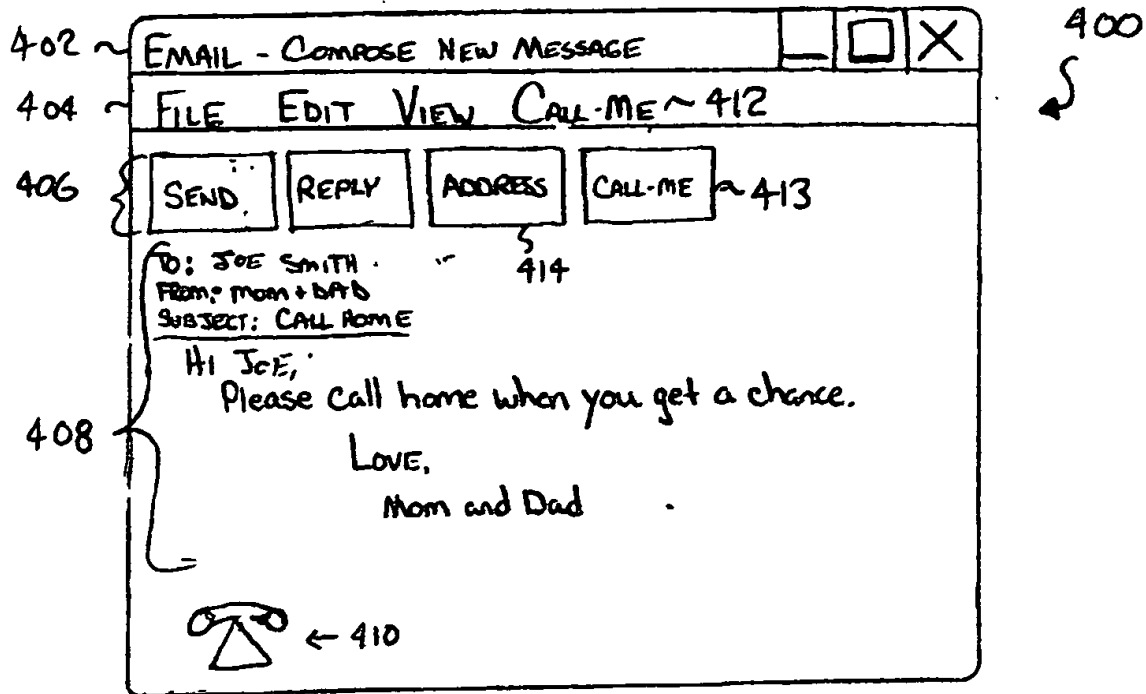 400
402 EMAIL - COMPOSE NEW MESSAGE
404 FILE EDIT VIEW CALL-ME 412
406 SEND REPLY ADDRESS CALL-ME 413
414
TO: JOE SMITH
FROM: MOM + DAD
SUBJECT: CALL HOME
HI JOE,
Please call home when you get a chance.
408
LOVE,
Mom and Dad
410